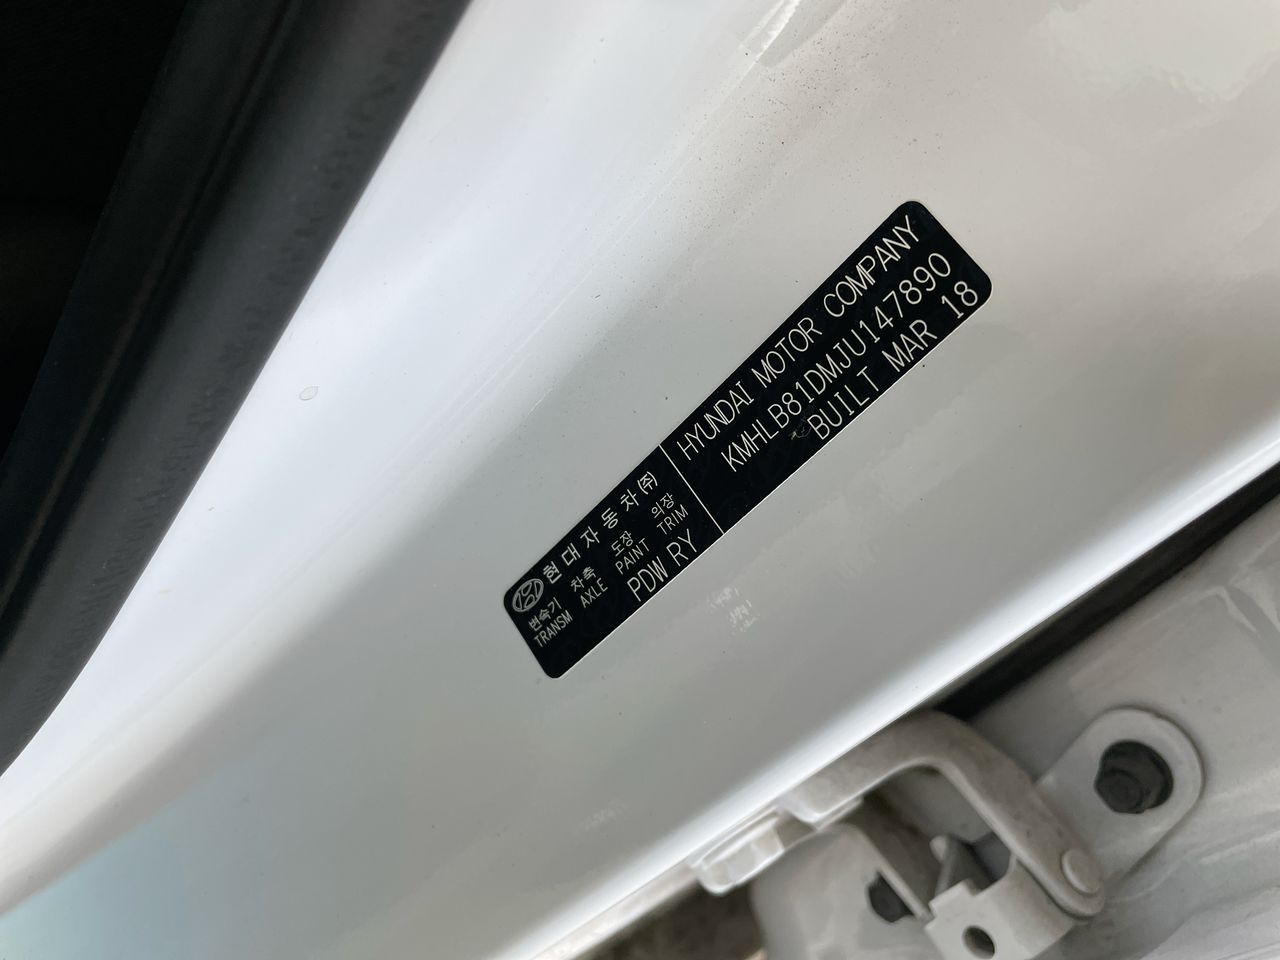 현대자동차(주)
변속기 차축 도장 의장
TRANSM AXLE PAINT TRIM
PDW RY
HYUNDAI MOTOR COMPANY
KMHLB81DMJU147890
BUILT MAR 18